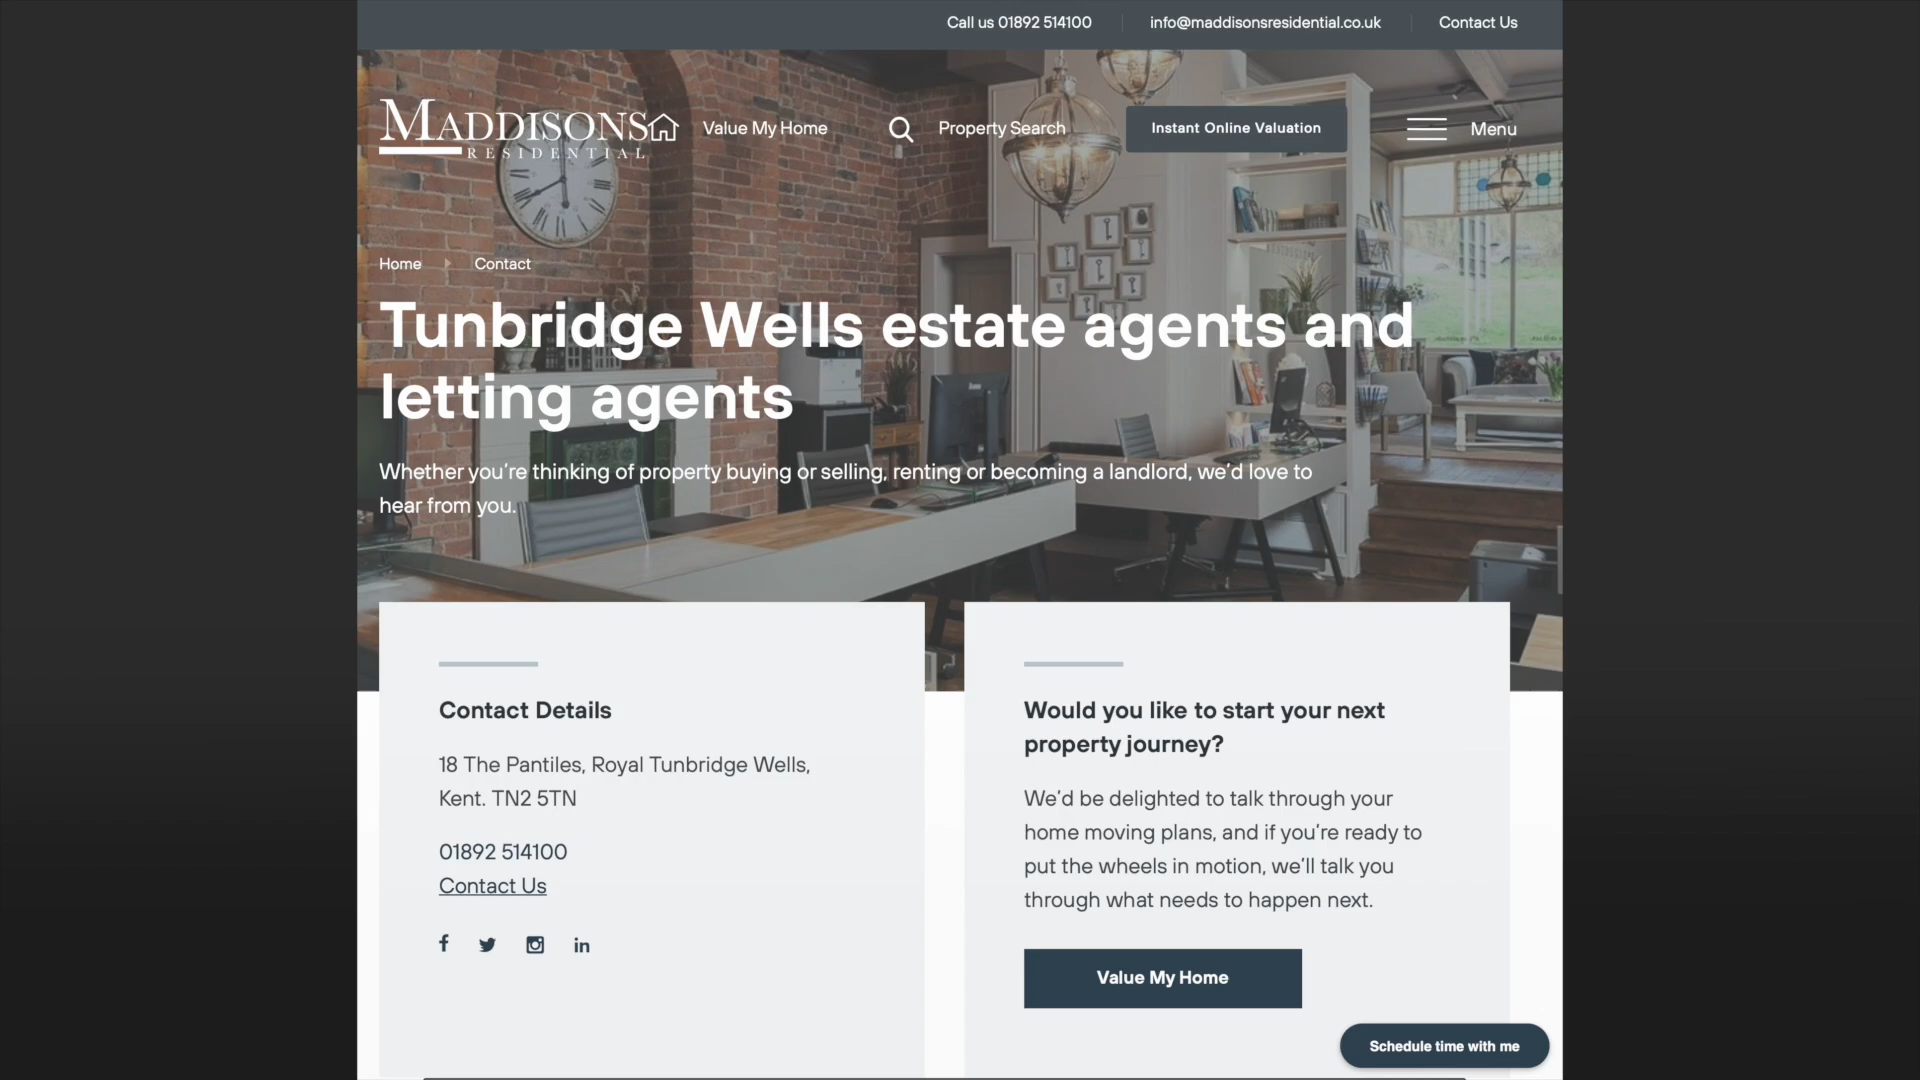 Call us 01892 514100
info@maddisonsresidential.co.uk
Contact Us
MADDISONS
RESIDENTIAL
Value My Home
Property Search
Instant Online Valuation
Menu
Home
Contact
Tunbridge Wells estate agents and
letting agents
Whether you're thinking of property buying or selling, renting or becoming a landlord, we'd love to
hear from you.
Contact Details
18 The Pantiles, Royal Tunbridge Wells,
Kent. TN2 5TN
01892 514100
Contact Us
Would you like to start your next
property journey?
We'd be delighted to talk through your
home moving plans, and if you're ready to
put the wheels in motion, we'll talk you
through what needs to happen next.
Value My Home
Schedule time with me